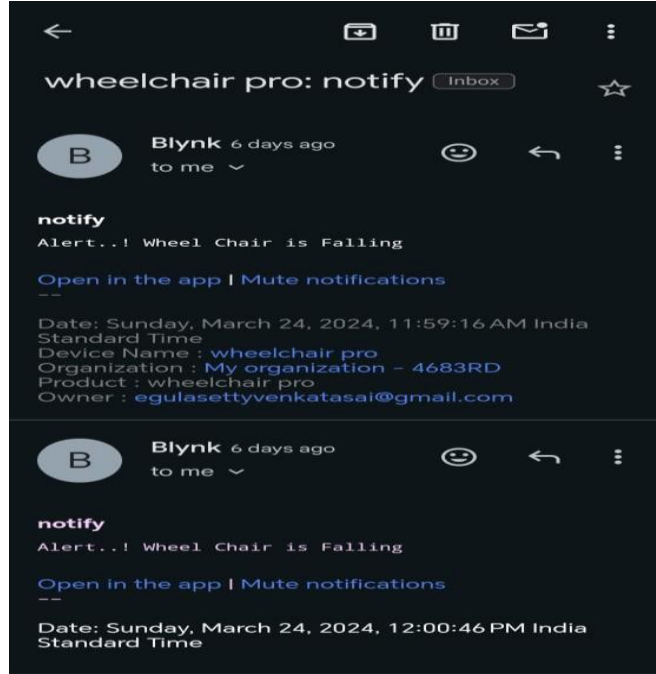 wheelchair pro: notify Inbox
B
Blynk 6 days ago
to me
notify
Alert..! Wheel Chair is Falling
Open in the app | Mute notifications
--
Date: Sunday, March 24, 2024, 11:59:16 AM India
Standard Time
Device Name : wheelchair pro
Organization : My organization - 4683RD
Product : wheelchair pro
Owner : egulasettyvenkatasai@gmail.com
B
Blynk 6 days ago
to me
notify
Alert..! Wheel Chair is Falling
Open in the app | Mute notifications
--
Date: Sunday, March 24, 2024, 12:00:46 PM India
Standard Time